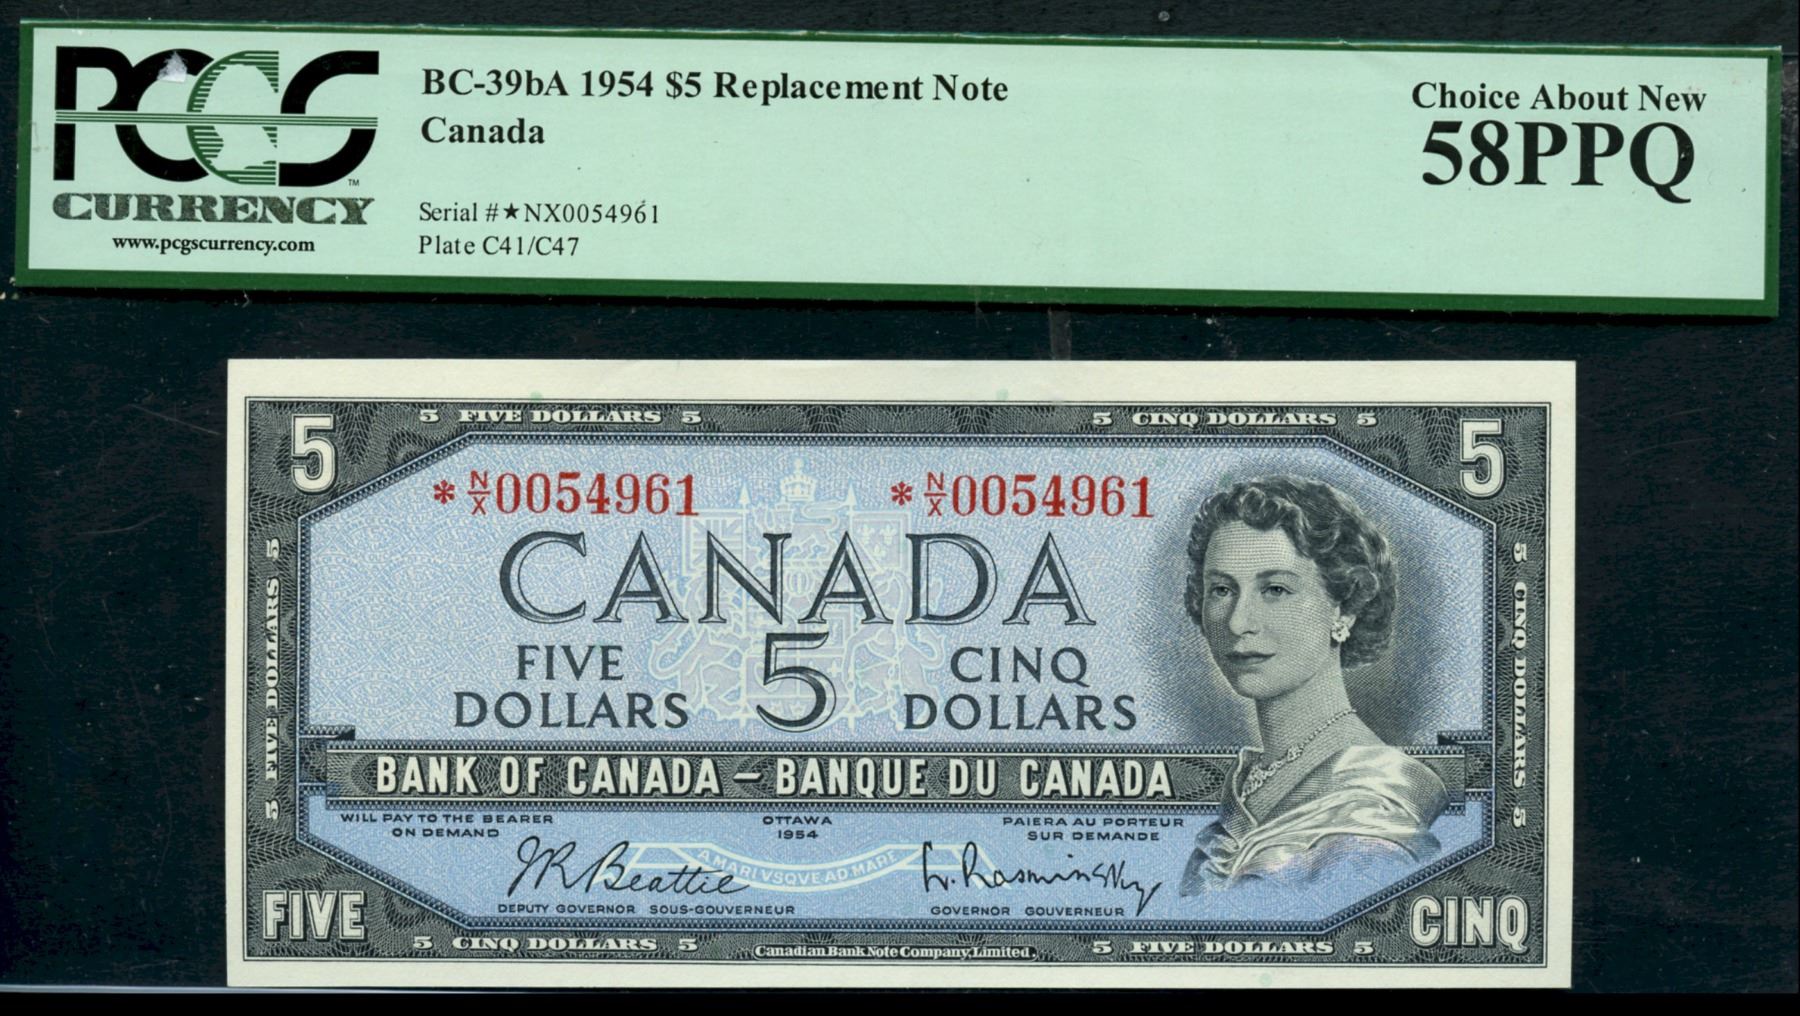 PCGS
CURRENCY
www.pcgscurrency.com
BC-39bA 1954 $5 Replacement Note
Canada
Serial #★NX0054961
Plate C41/C47
Choice About New
58PPQ
5 FIVE DOLLARS 5
5 CINQ DOLLARS 5
5
5
*N/X0054961
*N/X0054961
CANADA
FIVE
DOLLARS
5
CINQ
DOLLARS
5 FIVE DOLLARS 5
5 CINQ DOLLARS 5
BANK OF CANADA – BANQUE DU CANADA
WILL PAY TO THE BEARER
ON DEMAND
OTTAWA
1954
PAIERA AU PORTEUR
SUR DEMANDE
JR Beattie
A MARI VSQVE AD MARE
L. Rasminsky
DEPUTY GOVERNOR SOUS-GOUVERNEUR
GOVERNOR GOUVERNEUR
FIVE
CINQ
5 CINQ DOLLARS 5
Canadian Bank Note Company, Limited.
5 FIVE DOLLARS 5